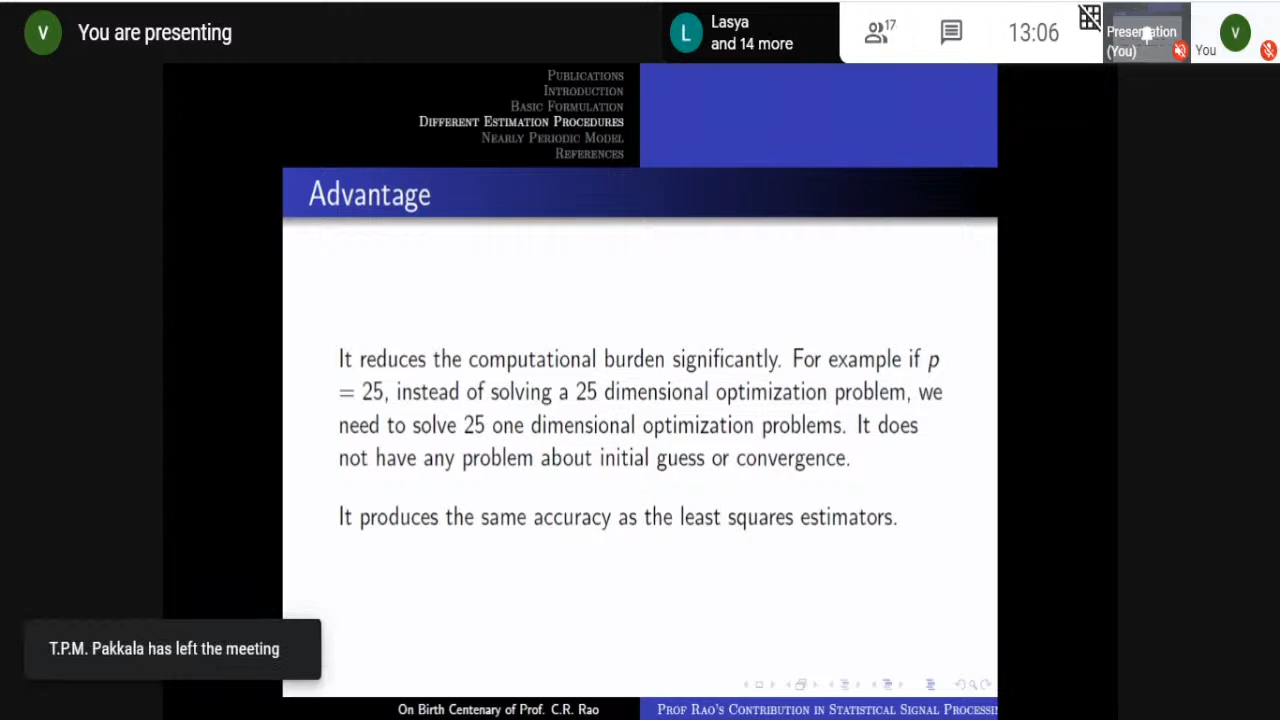 V
You are presenting
L
Lasya
and 14 more
17
13:06
Presentation
(You)
You
V
PUBLICATIONS
INTRODUCTION
BASIC FORMULATION
DIFFERENT ESTIMATION PROCEDURES
NEARLY PERIODIC MODEL
REFERENCES
Advantage
It reduces the computational burden significantly. For example if p
= 25, instead of solving a 25 dimensional optimization problem, we
need to solve 25 one dimensional optimization problems. It does
not have any problem about initial guess or convergence.
It produces the same accuracy as the least squares estimators.
T.P.M. Pakkala has left the meeting
On Birth Centenary of Prof. C.R. Rao
PROF RAO'S CONTRIBUTION IN STATISTICAL SIGNAL PROCESSIN